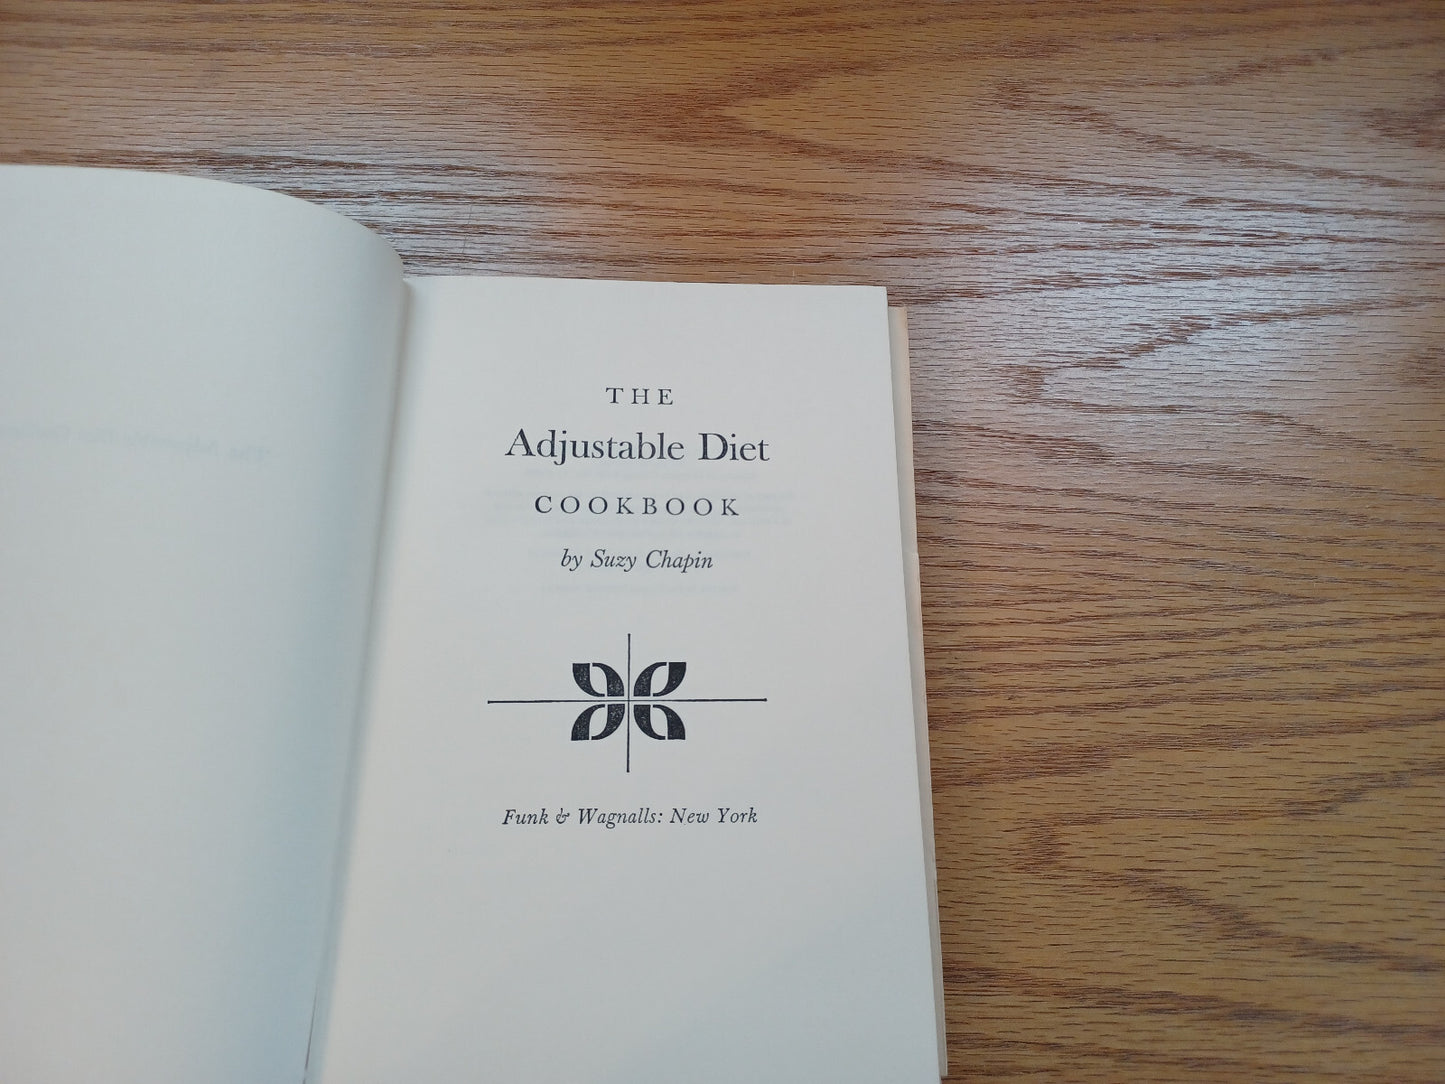 THE
Adjustable Diet
COOKBOOK
by Suzy Chapin
Funk & Wagnalls: New York